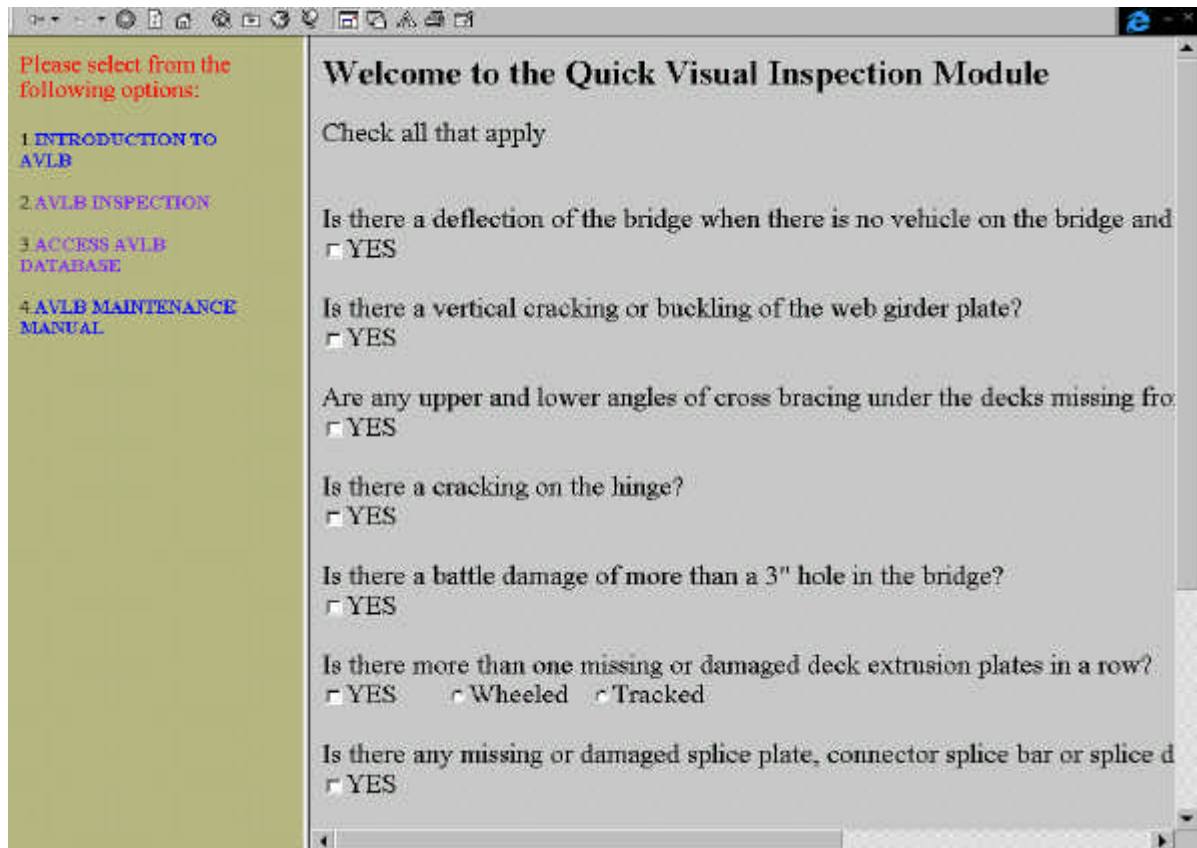 Please select from the
following options:
1 INTRODUCTION TO
AVLB
2 AVLB INSPECTION
3 ACCESS AVLB
DATABASE
4 AVLB MAINTENANCE
MANUAL
Welcome to the Quick Visual Inspection Module
Check all that apply
Is there a deflection of the bridge when there is no vehicle on the bridge and
YES
Is there a vertical cracking or buckling of the web girder plate?
YES
Are any upper and lower angles of cross bracing under the decks missing fro
YES
Is there a cracking on the hinge?
YES
Is there a battle damage of more than a 3" hole in the bridge?
YES
Is there more than one missing or damaged deck extrusion plates in a row?
YES Wheeled Tracked
Is there any missing or damaged splice plate, connector splice bar or splice d
YES